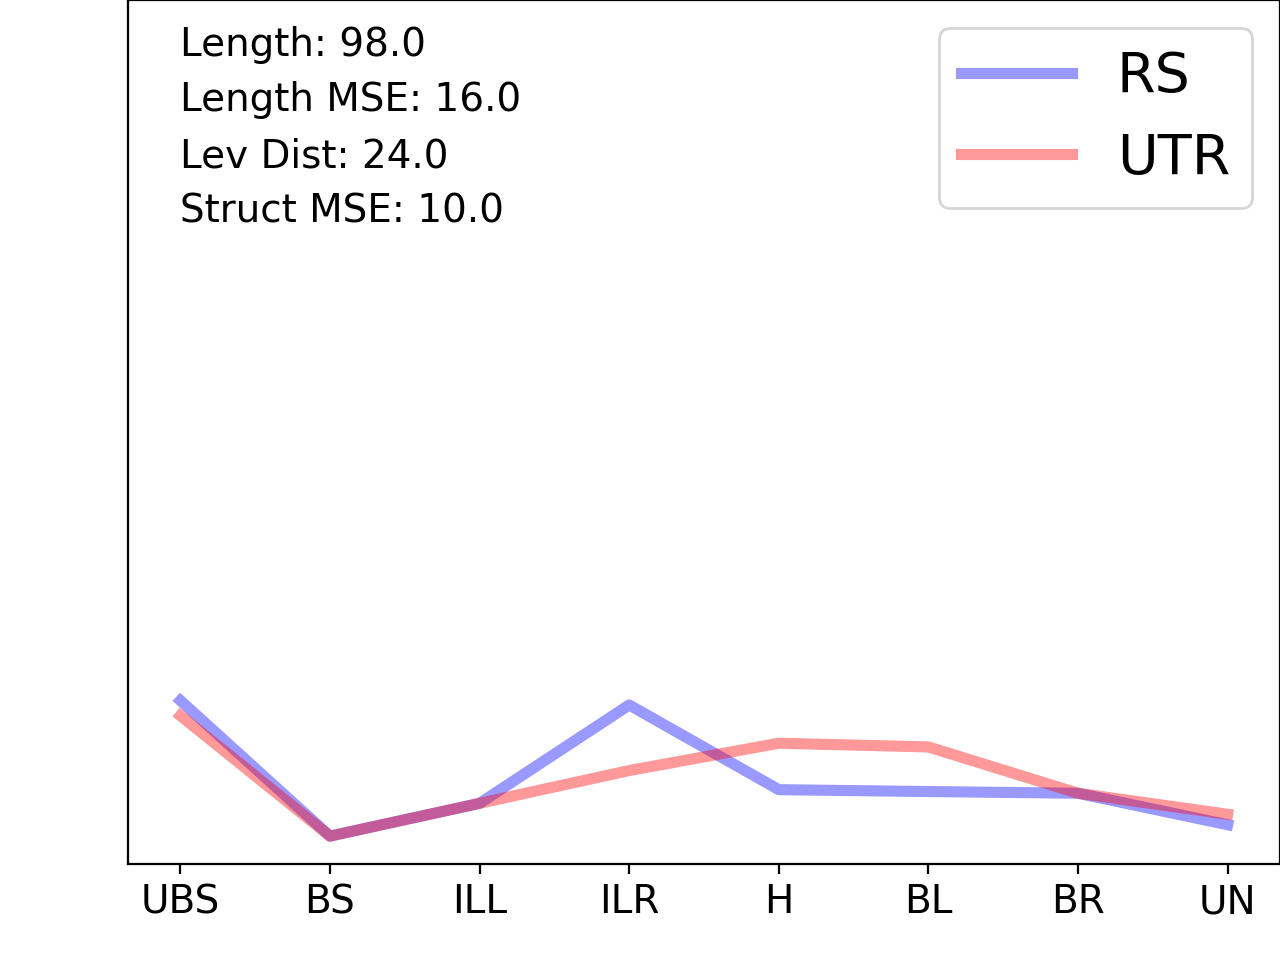 Length: 98.0
Length MSE: 16.0
Lev Dist: 24.0
Struct MSE: 10.0
RS
UTR
UBS BS ILL ILR H BL BR UN